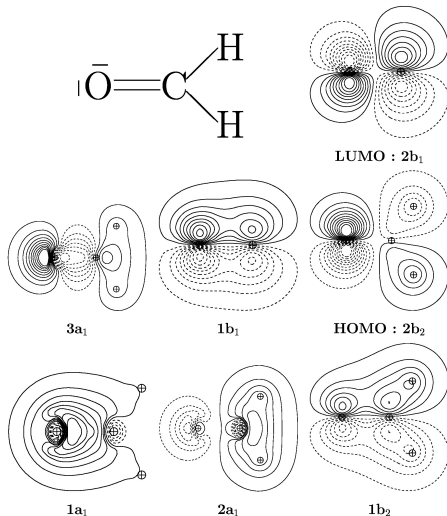 |O=C
H
H
LUMO : 2b₁
3a₁
1b₁
HOMO : 2b₂
1a₁
2a₁
1b₂